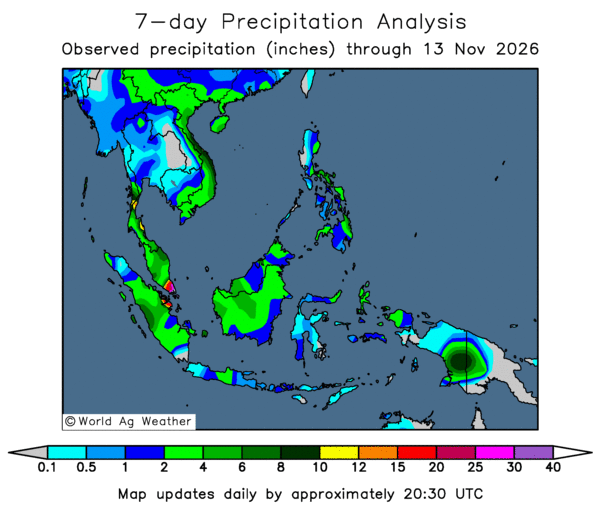 7-day Precipitation Analysis
Observed precipitation (inches) through 13 Nov 2026
©World Ag Weather
0.1 0.5 1 2 4 6 8 10 12 15 20 25 30 40
Map updates daily by approximately 20:30 UTC